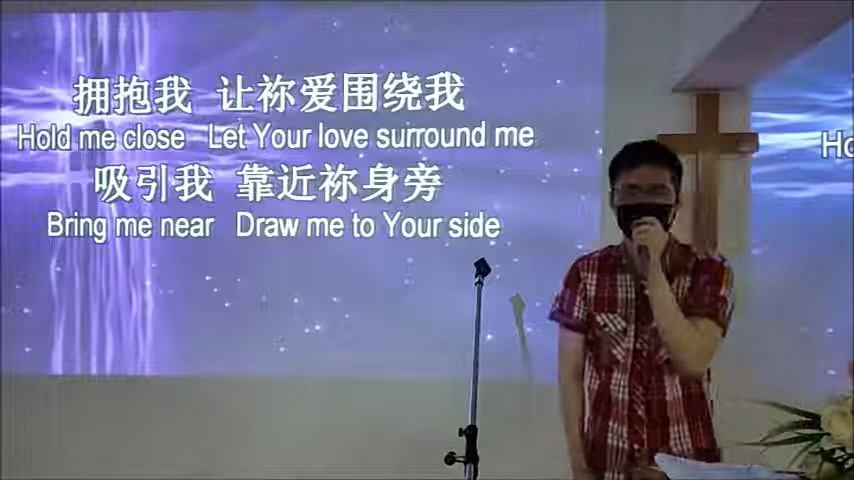 拥抱我 让祢爱围绕我
Hold me close Let Your love surround me
吸引我 靠近祢身旁
Bring me near Draw me to Your side
Ho